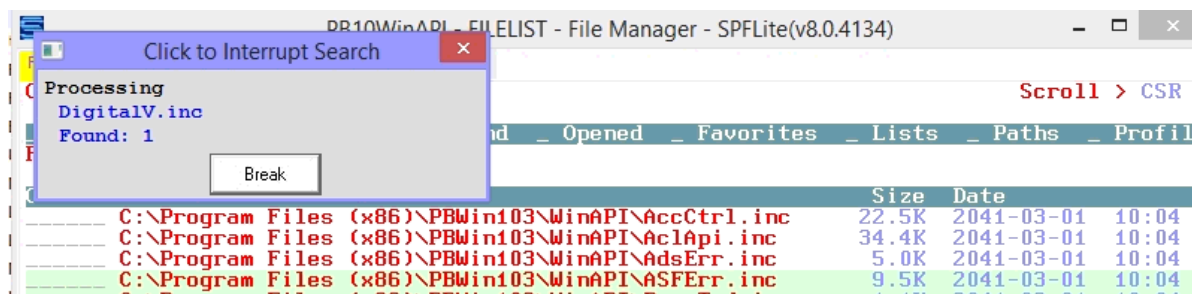 PB10WinAPI - FILELIST - File Manager - SPFLite(v8.0.4134)
Click to Interrupt Search
Processing
DigitalV.inc
Found: 1
Break
Scroll > CSR
_ Opened _ Favorites _ Lists _ Paths _ Profil
Size Date
C:\Program Files (x86)\PBWin103\WinAPI\AccCtrl.inc 22.5K 2041-03-01 10:04
C:\Program Files (x86)\PBWin103\WinAPI\AclApi.inc 34.4K 2041-03-01 10:04
C:\Program Files (x86)\PBWin103\WinAPI\AdsErr.inc 5.0K 2041-03-01 10:04
C:\Program Files (x86)\PBWin103\WinAPI\ASFErr.inc 9.5K 2041-03-01 10:04